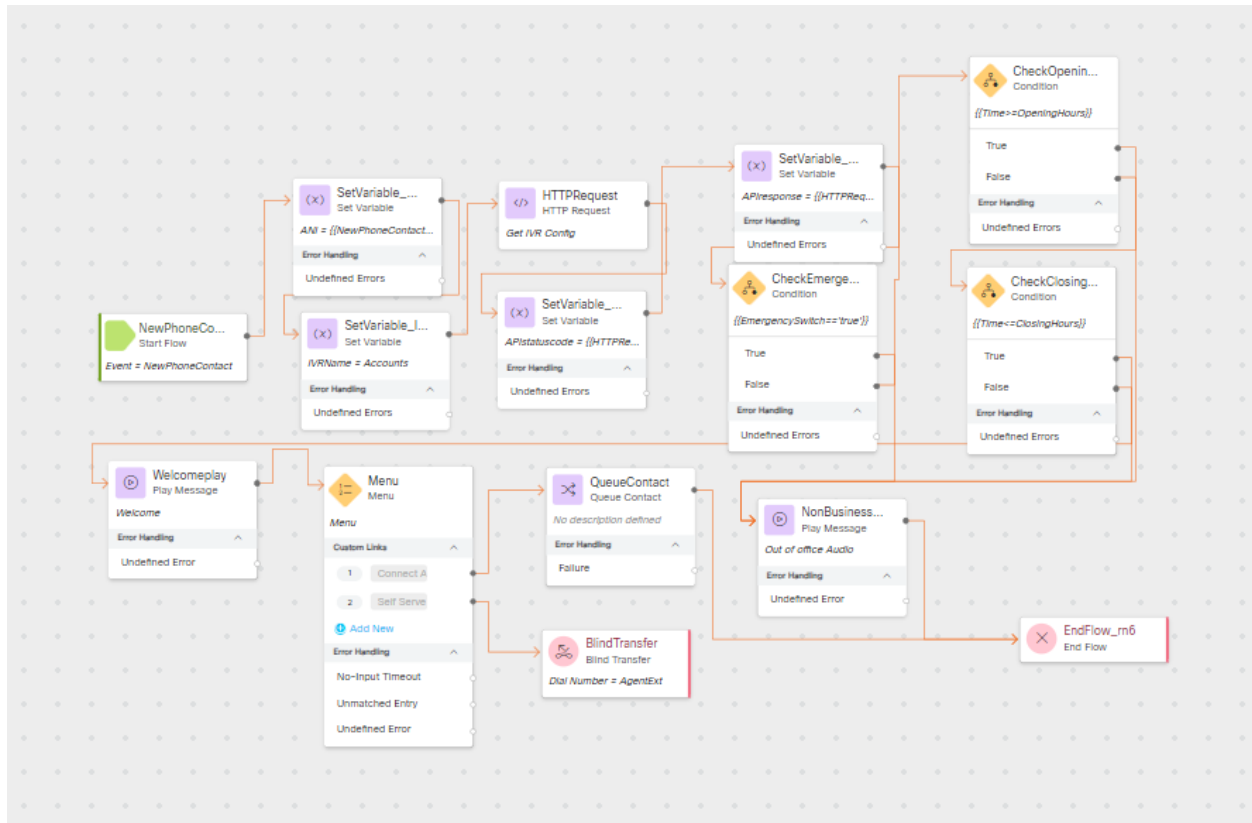 NewPhoneCo...
Start Flow
Event = NewPhoneContact
SetVariable_...
Set Variable
ANI = {{NewPhoneContact...
Error Handling
Undefined Errors
SetVariable_I...
Set Variable
IVRName = Accounts
Error Handling
Undefined Errors
HTTPRequest
HTTP Request
Get IVR Config
SetVariable_...
Set Variable
APIstatuscode = {{HTTPRe...
Error Handling
Undefined Errors
SetVariable_...
Set Variable
APIresponse = {{HTTPReq...
Error Handling
Undefined Errors
CheckEmerge...
Condition
{{EmergencySwitch=='true'}}
True
False
Error Handling
Undefined Errors
CheckOpenin...
Condition
{{Time>=OpeningHours}}
True
False
Error Handling
Undefined Errors
CheckClosing...
Condition
{{Time<=ClosingHours}}
True
False
Error Handling
Undefined Errors
Welcomeplay
Play Message
Welcome
Error Handling
Undefined Error
Menu
Menu
Menu
Custom Links
1 Connect A
2 Self Serve
Add New
Error Handling
No-Input Timeout
Unmatched Entry
Undefined Error
QueueContact
Queue Contact
No description defined
Error Handling
Failure
BlindTransfer
Blind Transfer
Dial Number = AgentExt
NonBusiness...
Play Message
Out of office Audio
Error Handling
Undefined Error
EndFlow_rn6
End Flow